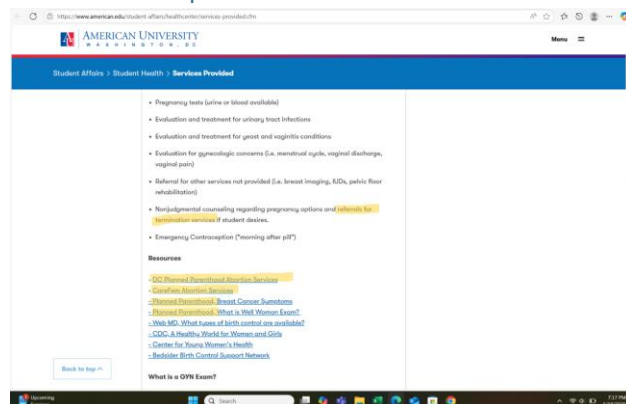 https://www.american.edu/student-affairs/healthcenter/services-provided.cfm
AMERICAN UNIVERSITY
WASHINGTON, DC
Menu
Student Affairs > Student Health > Services Provided
• Pregnancy tests (urine or blood available)
• Evaluation and treatment for urinary tract infections
• Evaluation and treatment for yeast and vaginitis conditions
• Evaluation for gynecologic concerns (i.e. menstrual cycle, vaginal discharge,
vaginal pain)
• Referral for other services not provided (i.e. breast imaging, IUDs, pelvic floor
rehabilitation)
• Nonjudgmental counseling regarding pregnancy options and referrals for
termination services if student desires.
• Emergency Contraception ("morning after pill")
Resources
- DC Planned Parenthood Abortion Services
- CareFem Abortion Services
- Planned Parenthood, Breast Cancer Symptoms
- Planned Parenthood, What is Well Woman Exam?
- Web MD, What types of birth control are available?
- CDC, A Healthy World for Women and Girls
- Center for Young Women's Health
- Bedsider Birth Control Support Network
Back to top
What is a GYN Exam?
Upcoming
Search
7:17 PM